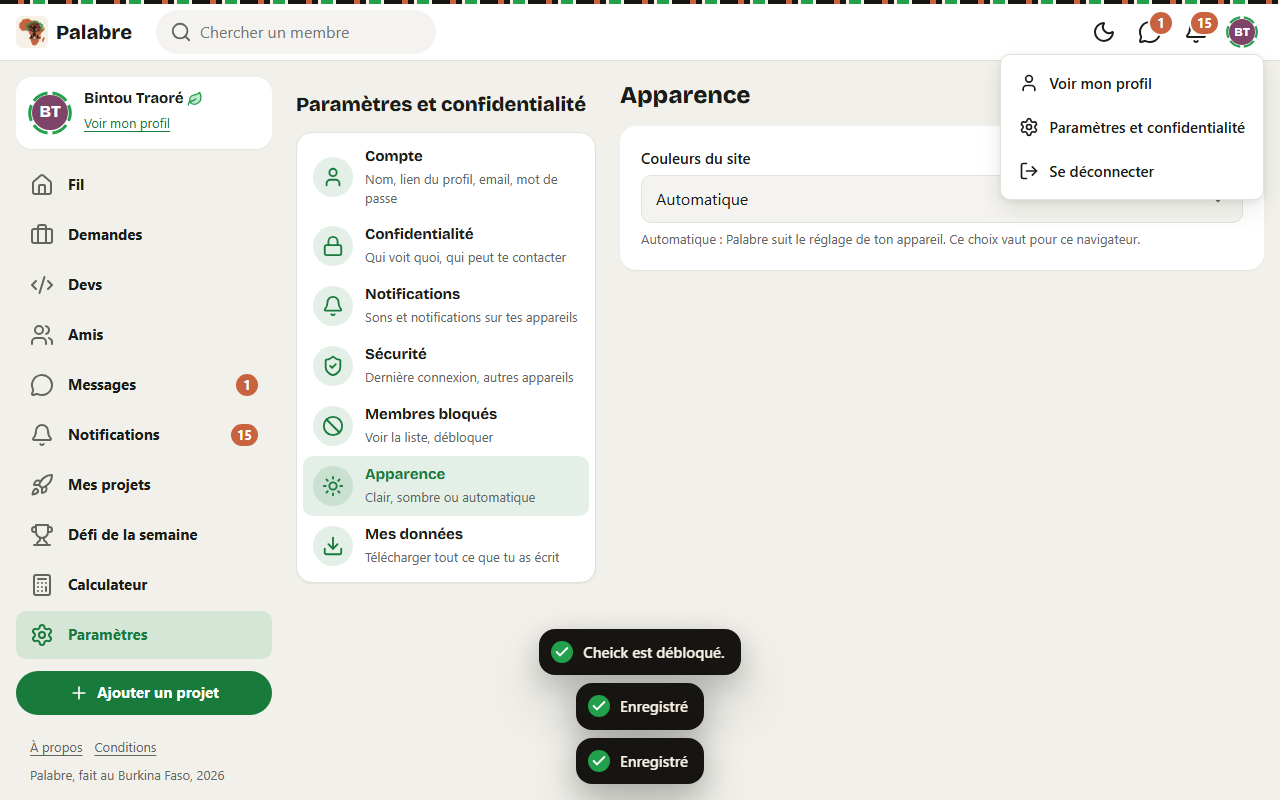 Palabre
Chercher un membre
1
15
BT
Voir mon profil
Paramètres et confidentialité
Se déconnecter
BT
Bintou Traoré
Voir mon profil
Fil
Demandes
Devs
Amis
Messages
1
Notifications
15
Mes projets
Défi de la semaine
Calculateur
Paramètres
Ajouter un projet
À propos
Conditions
Palabre, fait au Burkina Faso, 2026
Paramètres et confidentialité
Compte
Nom, lien du profil, email, mot de
passe
Confidentialité
Qui voit quoi, qui peut te contacter
Notifications
Sons et notifications sur tes appareils
Sécurité
Dernière connexion, autres appareils
Membres bloqués
Voir la liste, débloquer
Apparence
Clair, sombre ou automatique
Mes données
Télécharger tout ce que tu as écrit
Apparence
Couleurs du site
Automatique
Automatique : Palabre suit le réglage de ton appareil. Ce choix vaut pour ce navigateur.
Cheick est débloqué.
Enregistré
Enregistré